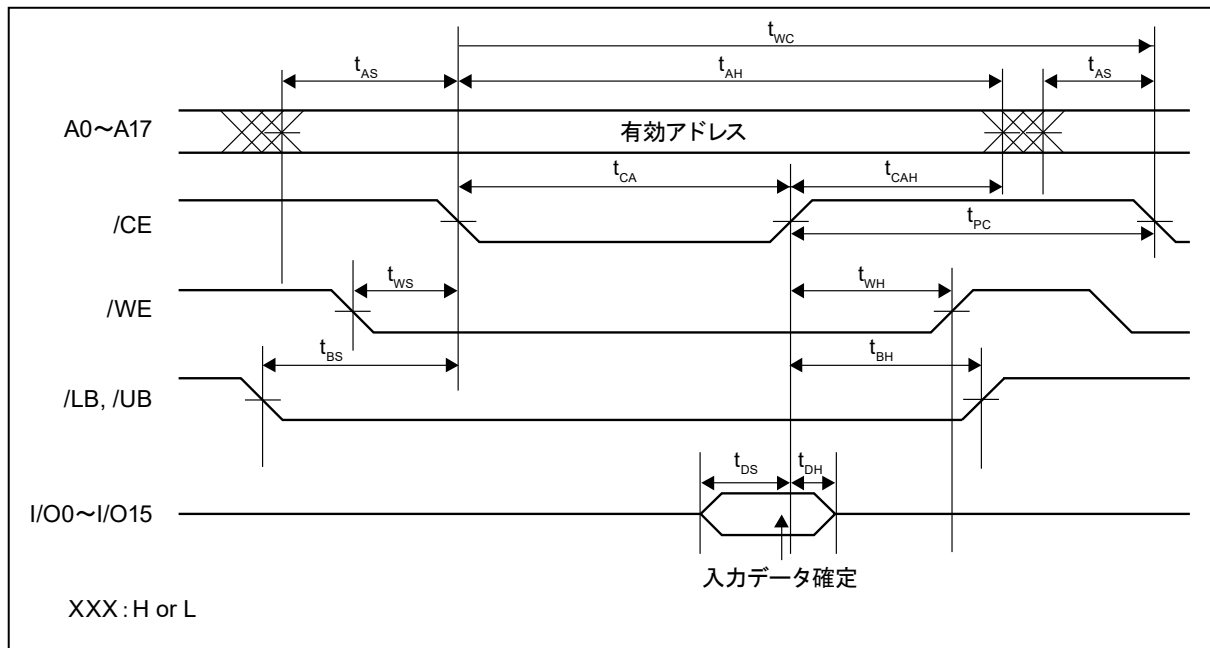 tWC
tAS tAH tAS
A0～A17 有効アドレス
tCA tCAH
/CE
tPC
tWS tWH
/WE
tBS tBH
/LB, /UB
tDS tDH
I/O0～I/O15
入力データ確定
XXX : H or L